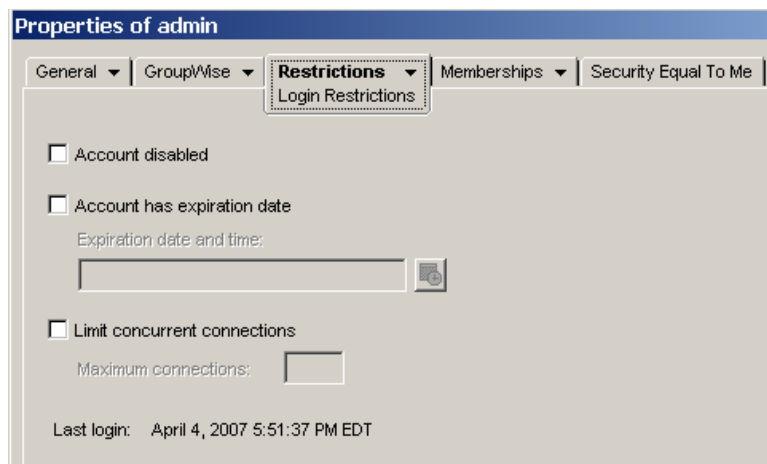 Properties of admin
General GroupWise Restrictions Memberships Security Equal To Me
Login Restrictions
Account disabled
Account has expiration date
Expiration date and time:
Limit concurrent connections
Maximum connections:
Last login: April 4, 2007 5:51:37 PM EDT